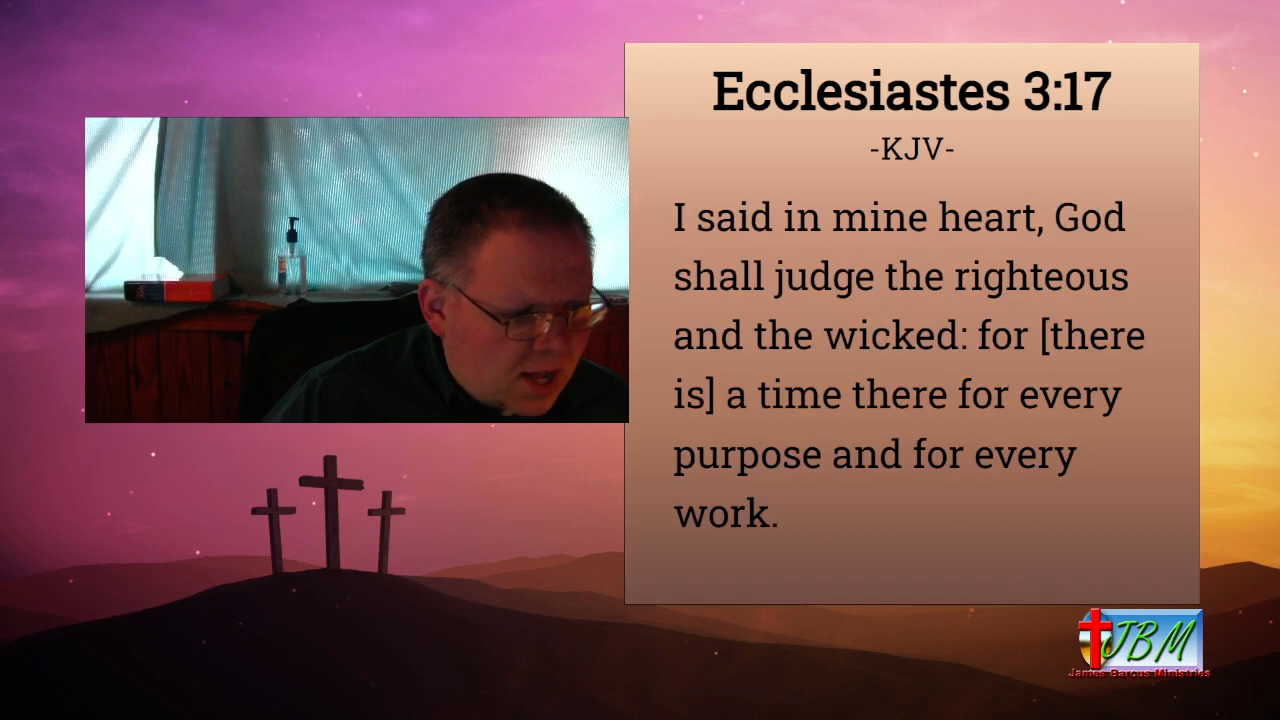 Ecclesiastes 3:17
-KJV-
I said in mine heart, God
shall judge the righteous
and the wicked: for [there
is] a time there for every
purpose and for every
work.
JBM
James Barcus Ministries